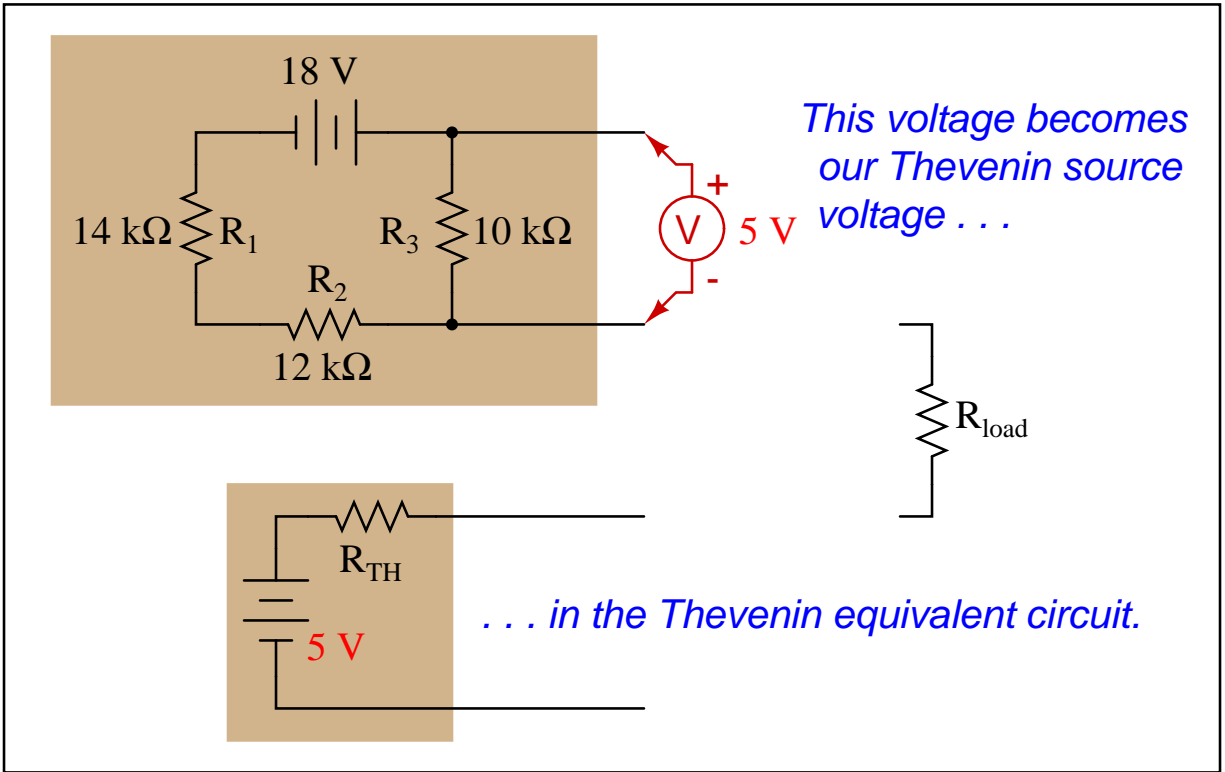 18 V
This voltage becomes
our Thevenin source
voltage . . .
14 kΩ R1 R3 10 kΩ
+
V 5 V
-
R2
12 kΩ
Rload
RTH
. . . in the Thevenin equivalent circuit.
5 V